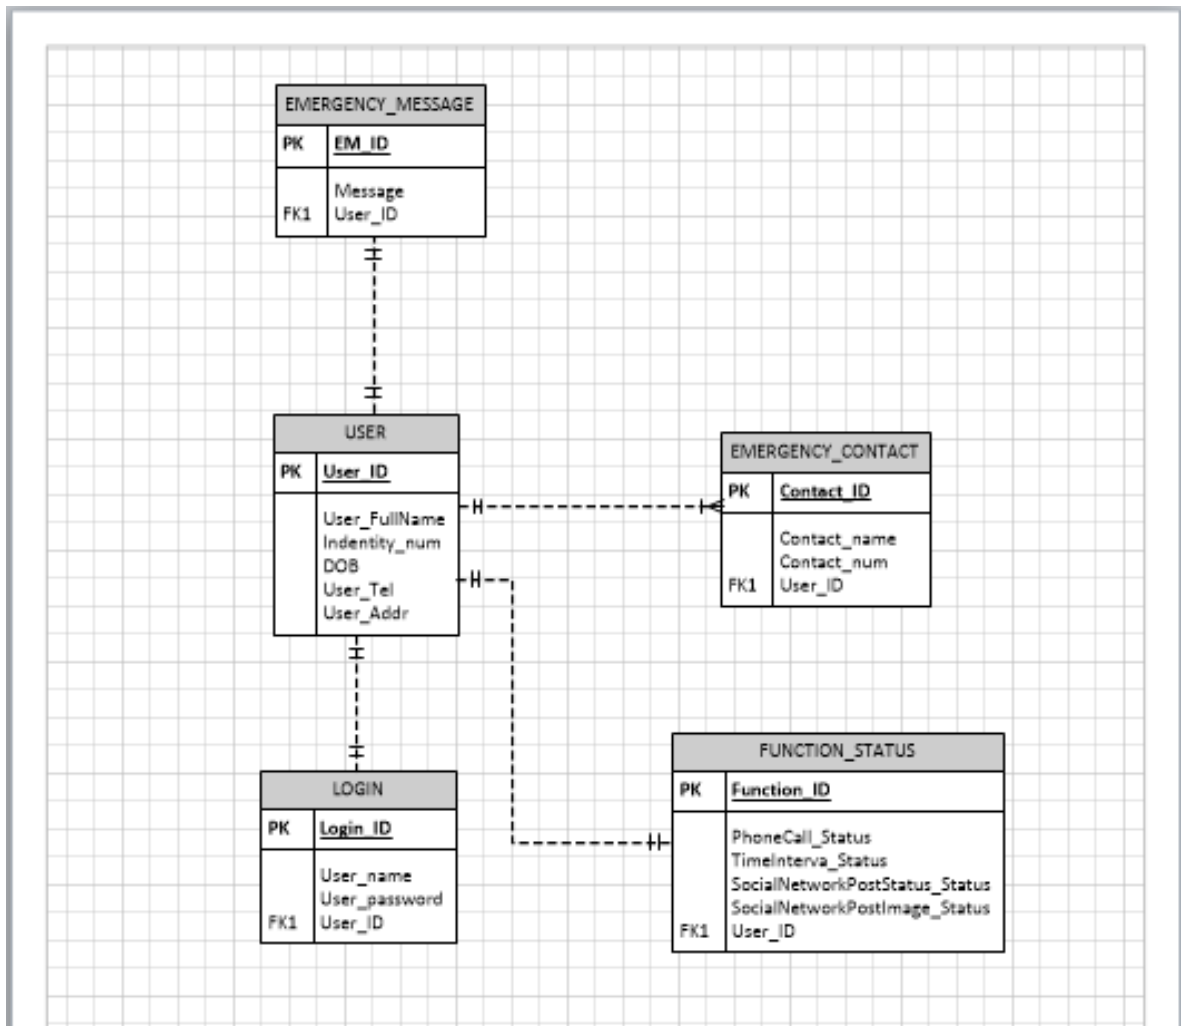 EMERGENCY_MESSAGE
PK EM_ID
Message
FK1 User_ID
USER
PK User_ID
User_FullName
Indentity_num
DOB
User_Tel
User_Addr
EMERGENCY_CONTACT
PK Contact_ID
Contact_name
Contact_num
FK1 User_ID
LOGIN
PK Login_ID
User_name
User_password
FK1 User_ID
FUNCTION_STATUS
PK Function_ID
PhoneCall_Status
TimeInterva_Status
SocialNetworkPostStatus_Status
SocialNetworkPostImage_Status
FK1 User_ID